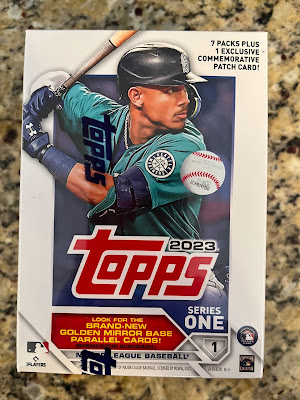 7 PACKS PLUS
1 EXCLUSIVE
COMMEMORATIVE
PATCH CARD!
Topps
2023
Topps
SERIES
ONE
1
LOOK FOR THE
BRAND-NEW
GOLDEN MIRROR BASE
PARALLEL CARDS!
LEAGUE BASEBALL
PLAYERS